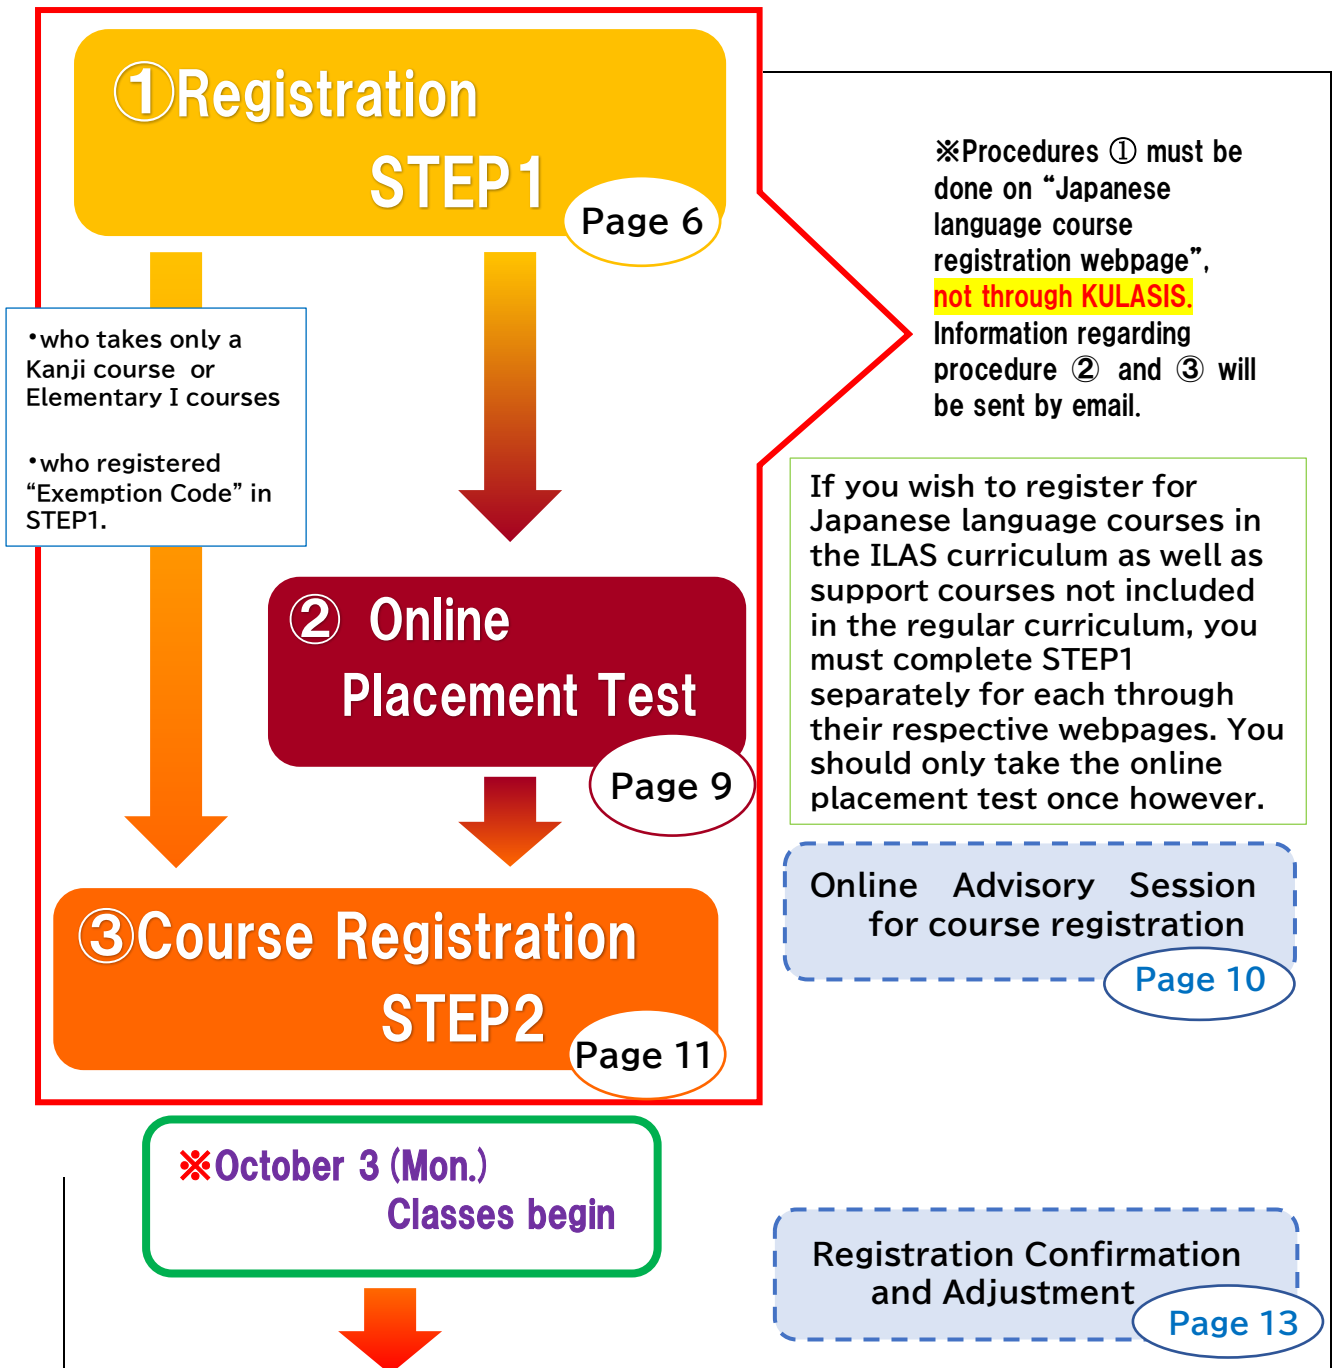 ①Registration
STEP1
Page 6
※Procedures ① must be
done on “Japanese
language course
registration webpage”,
not through KULASIS.
Information regarding
procedure ② and ③ will
be sent by email.
・who takes only a
Kanji course or
Elementary I courses
・who registered
“Exemption Code” in
STEP1.
If you wish to register for
Japanese language courses in
the ILAS curriculum as well as
support courses not included
in the regular curriculum, you
must complete STEP1
separately for each through
their respective webpages. You
should only take the online
placement test once however.
② Online
Placement Test
Page 9
Online Advisory Session
for course registration
Page 10
③Course Registration
STEP2
Page 11
※October 3 (Mon.)
Classes begin
Registration Confirmation
and Adjustment
Page 13